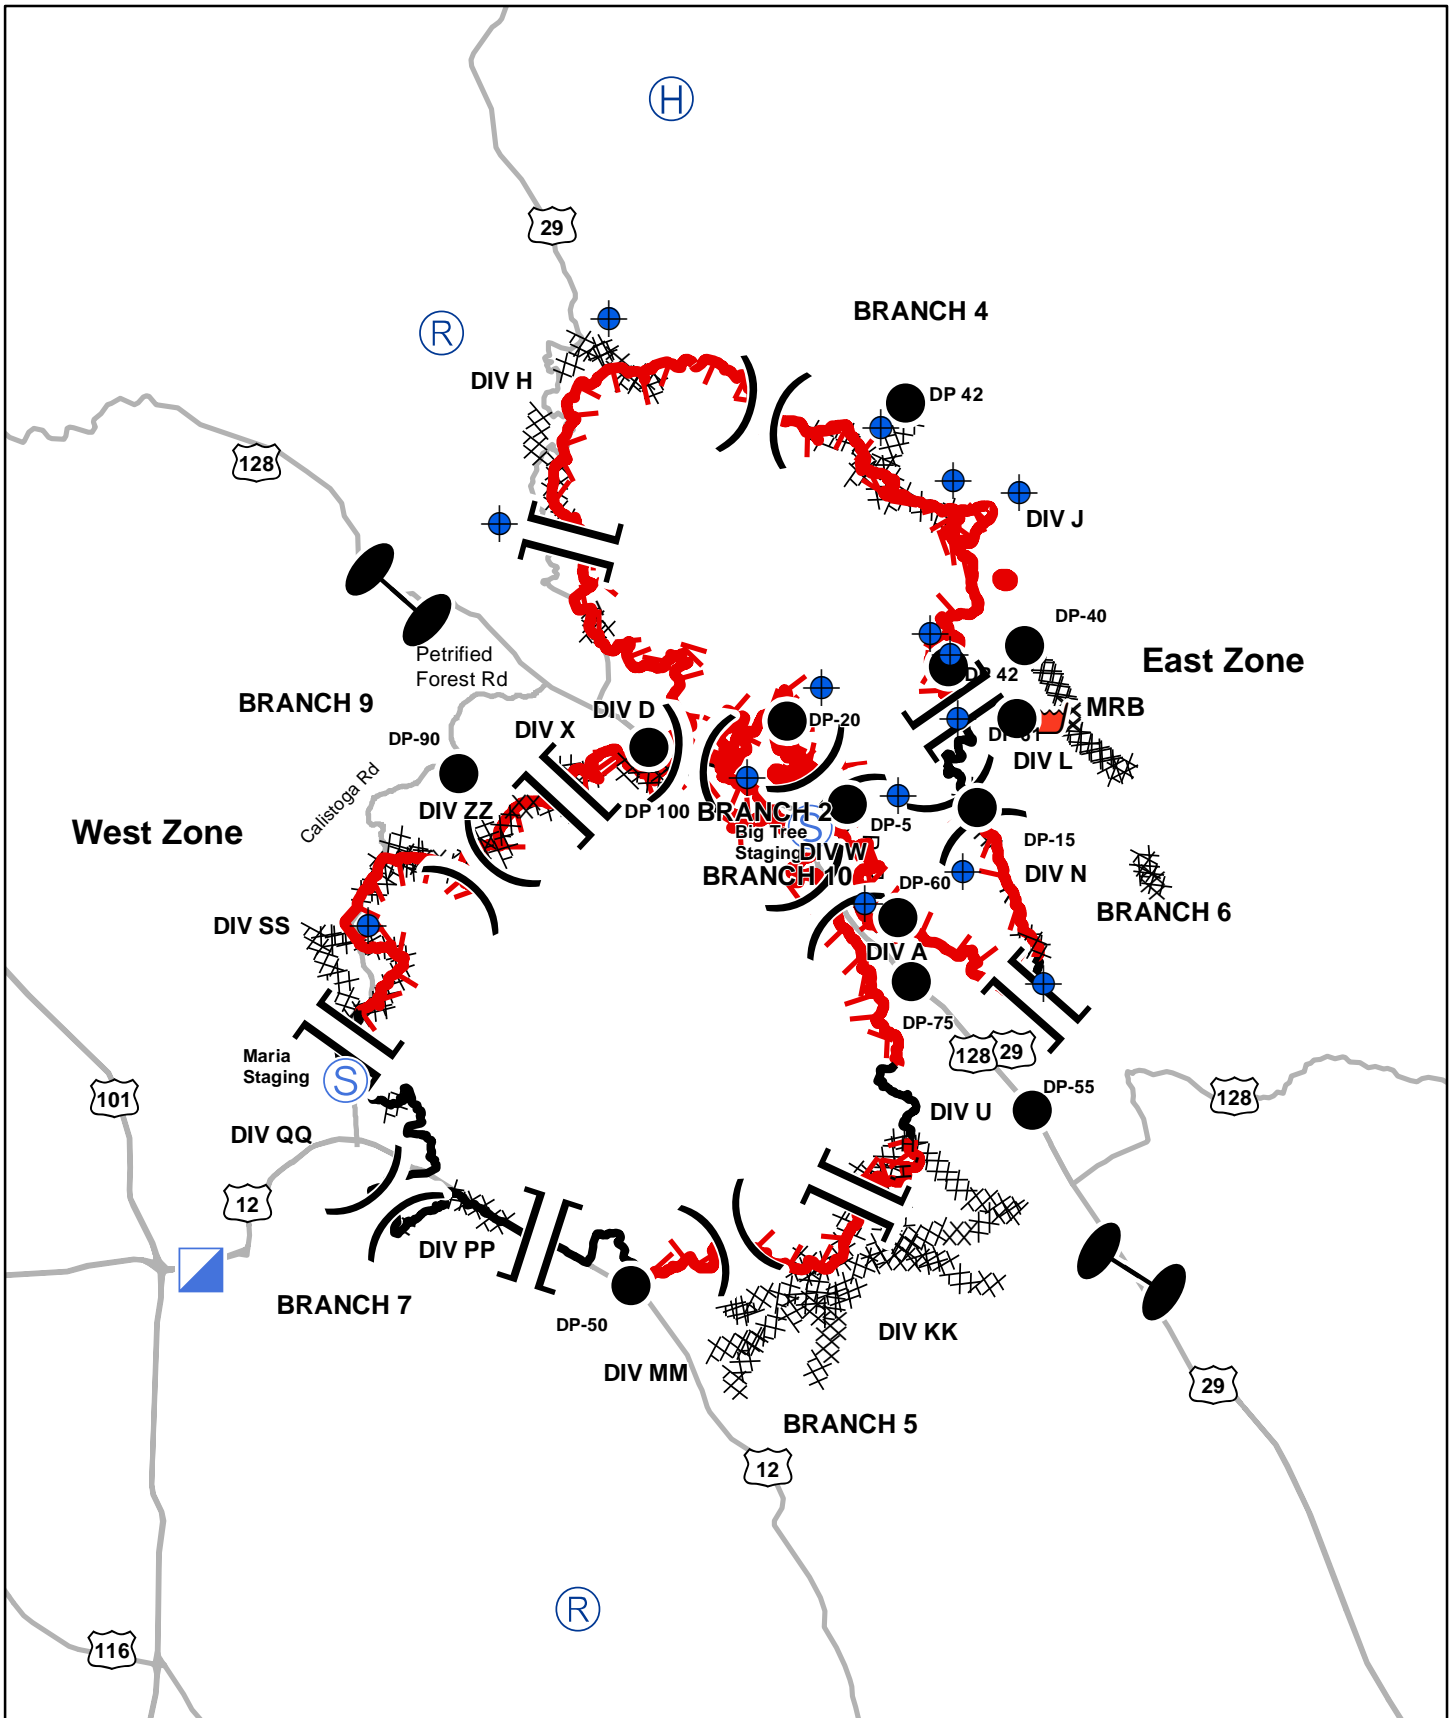 H
29
BRANCH 4
R
DIV H
DP 42
128
DIV J
DP-40
Petrified
Forest Rd
East Zone
DP 42
BRANCH 9
DIV D
MRB
DP-20
DIV X
DP-90
DIV L
Calistoga Rd
DIV ZZ
DP 100
BRANCH 2
West Zone
S
Big Tree
Staging
DP-5
DP-15
DIV W
BRANCH 10
DP-60
DIV N
BRANCH 6
DIV SS
DIV A
DP-75
128
29
Maria
Staging
S
DP-55
101
128
DIV U
DIV QQ
12
DIV PP
BRANCH 7
DP-50
DIV KK
DIV MM
29
BRANCH 5
12
R
116